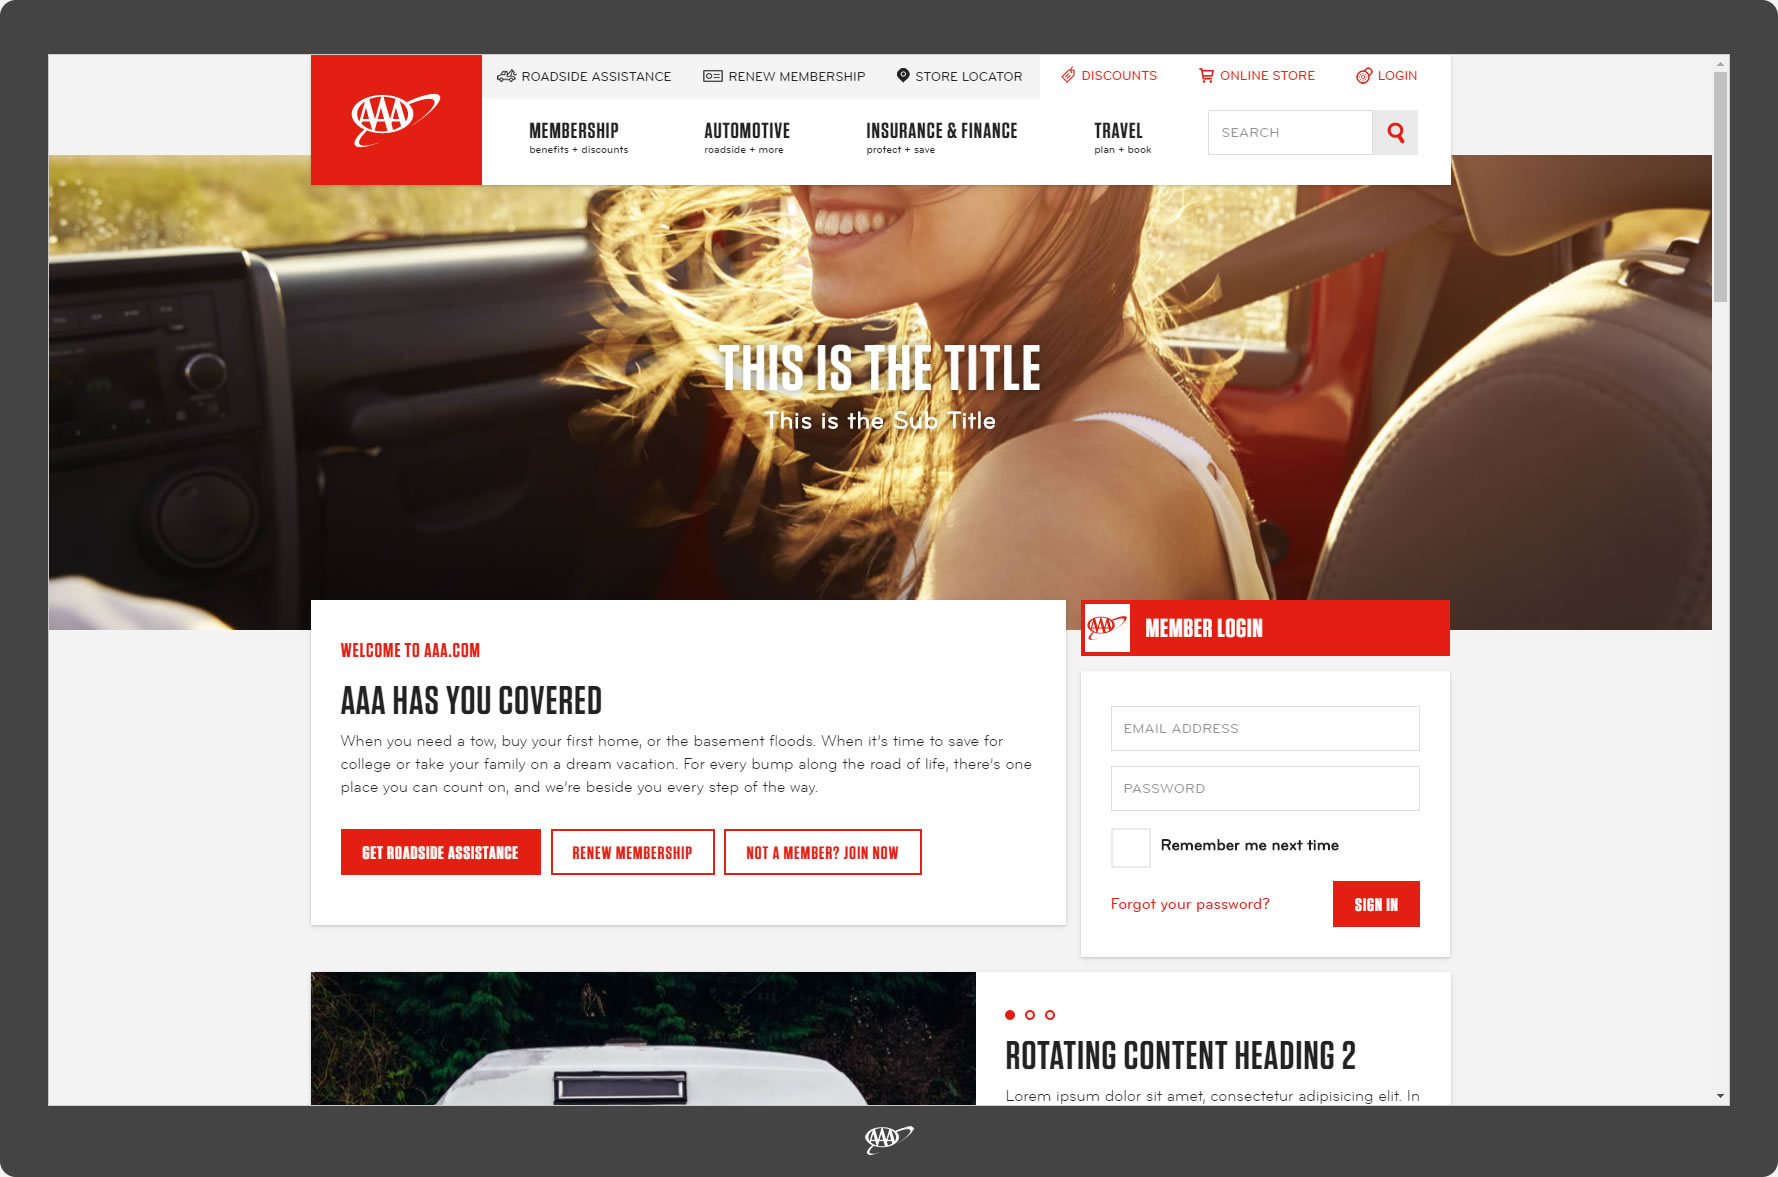 AAA
ROADSIDE ASSISTANCE
RENEW MEMBERSHIP
STORE LOCATOR
DISCOUNTS
ONLINE STORE
LOGIN
MEMBERSHIP
benefits + discounts
AUTOMOTIVE
roadside + more
INSURANCE & FINANCE
protect + save
TRAVEL
plan + book
SEARCH
THIS IS THE TITLE
This is the Sub Title
WELCOME TO AAA.COM
AAA HAS YOU COVERED
When you need a tow, buy your first home, or the basement floods. When it's time to save for
college or take your family on a dream vacation. For every bump along the road of life, there's one
place you can count on, and we're beside you every step of the way.
GET ROADSIDE ASSISTANCE
RENEW MEMBERSHIP
NOT A MEMBER? JOIN NOW
AAA
MEMBER LOGIN
EMAIL ADDRESS
PASSWORD
Remember me next time
Forgot your password?
SIGN IN
ROTATING CONTENT HEADING 2
Lorem ipsum dolor sit amet, consectetur adipisicing elit. In
AAA